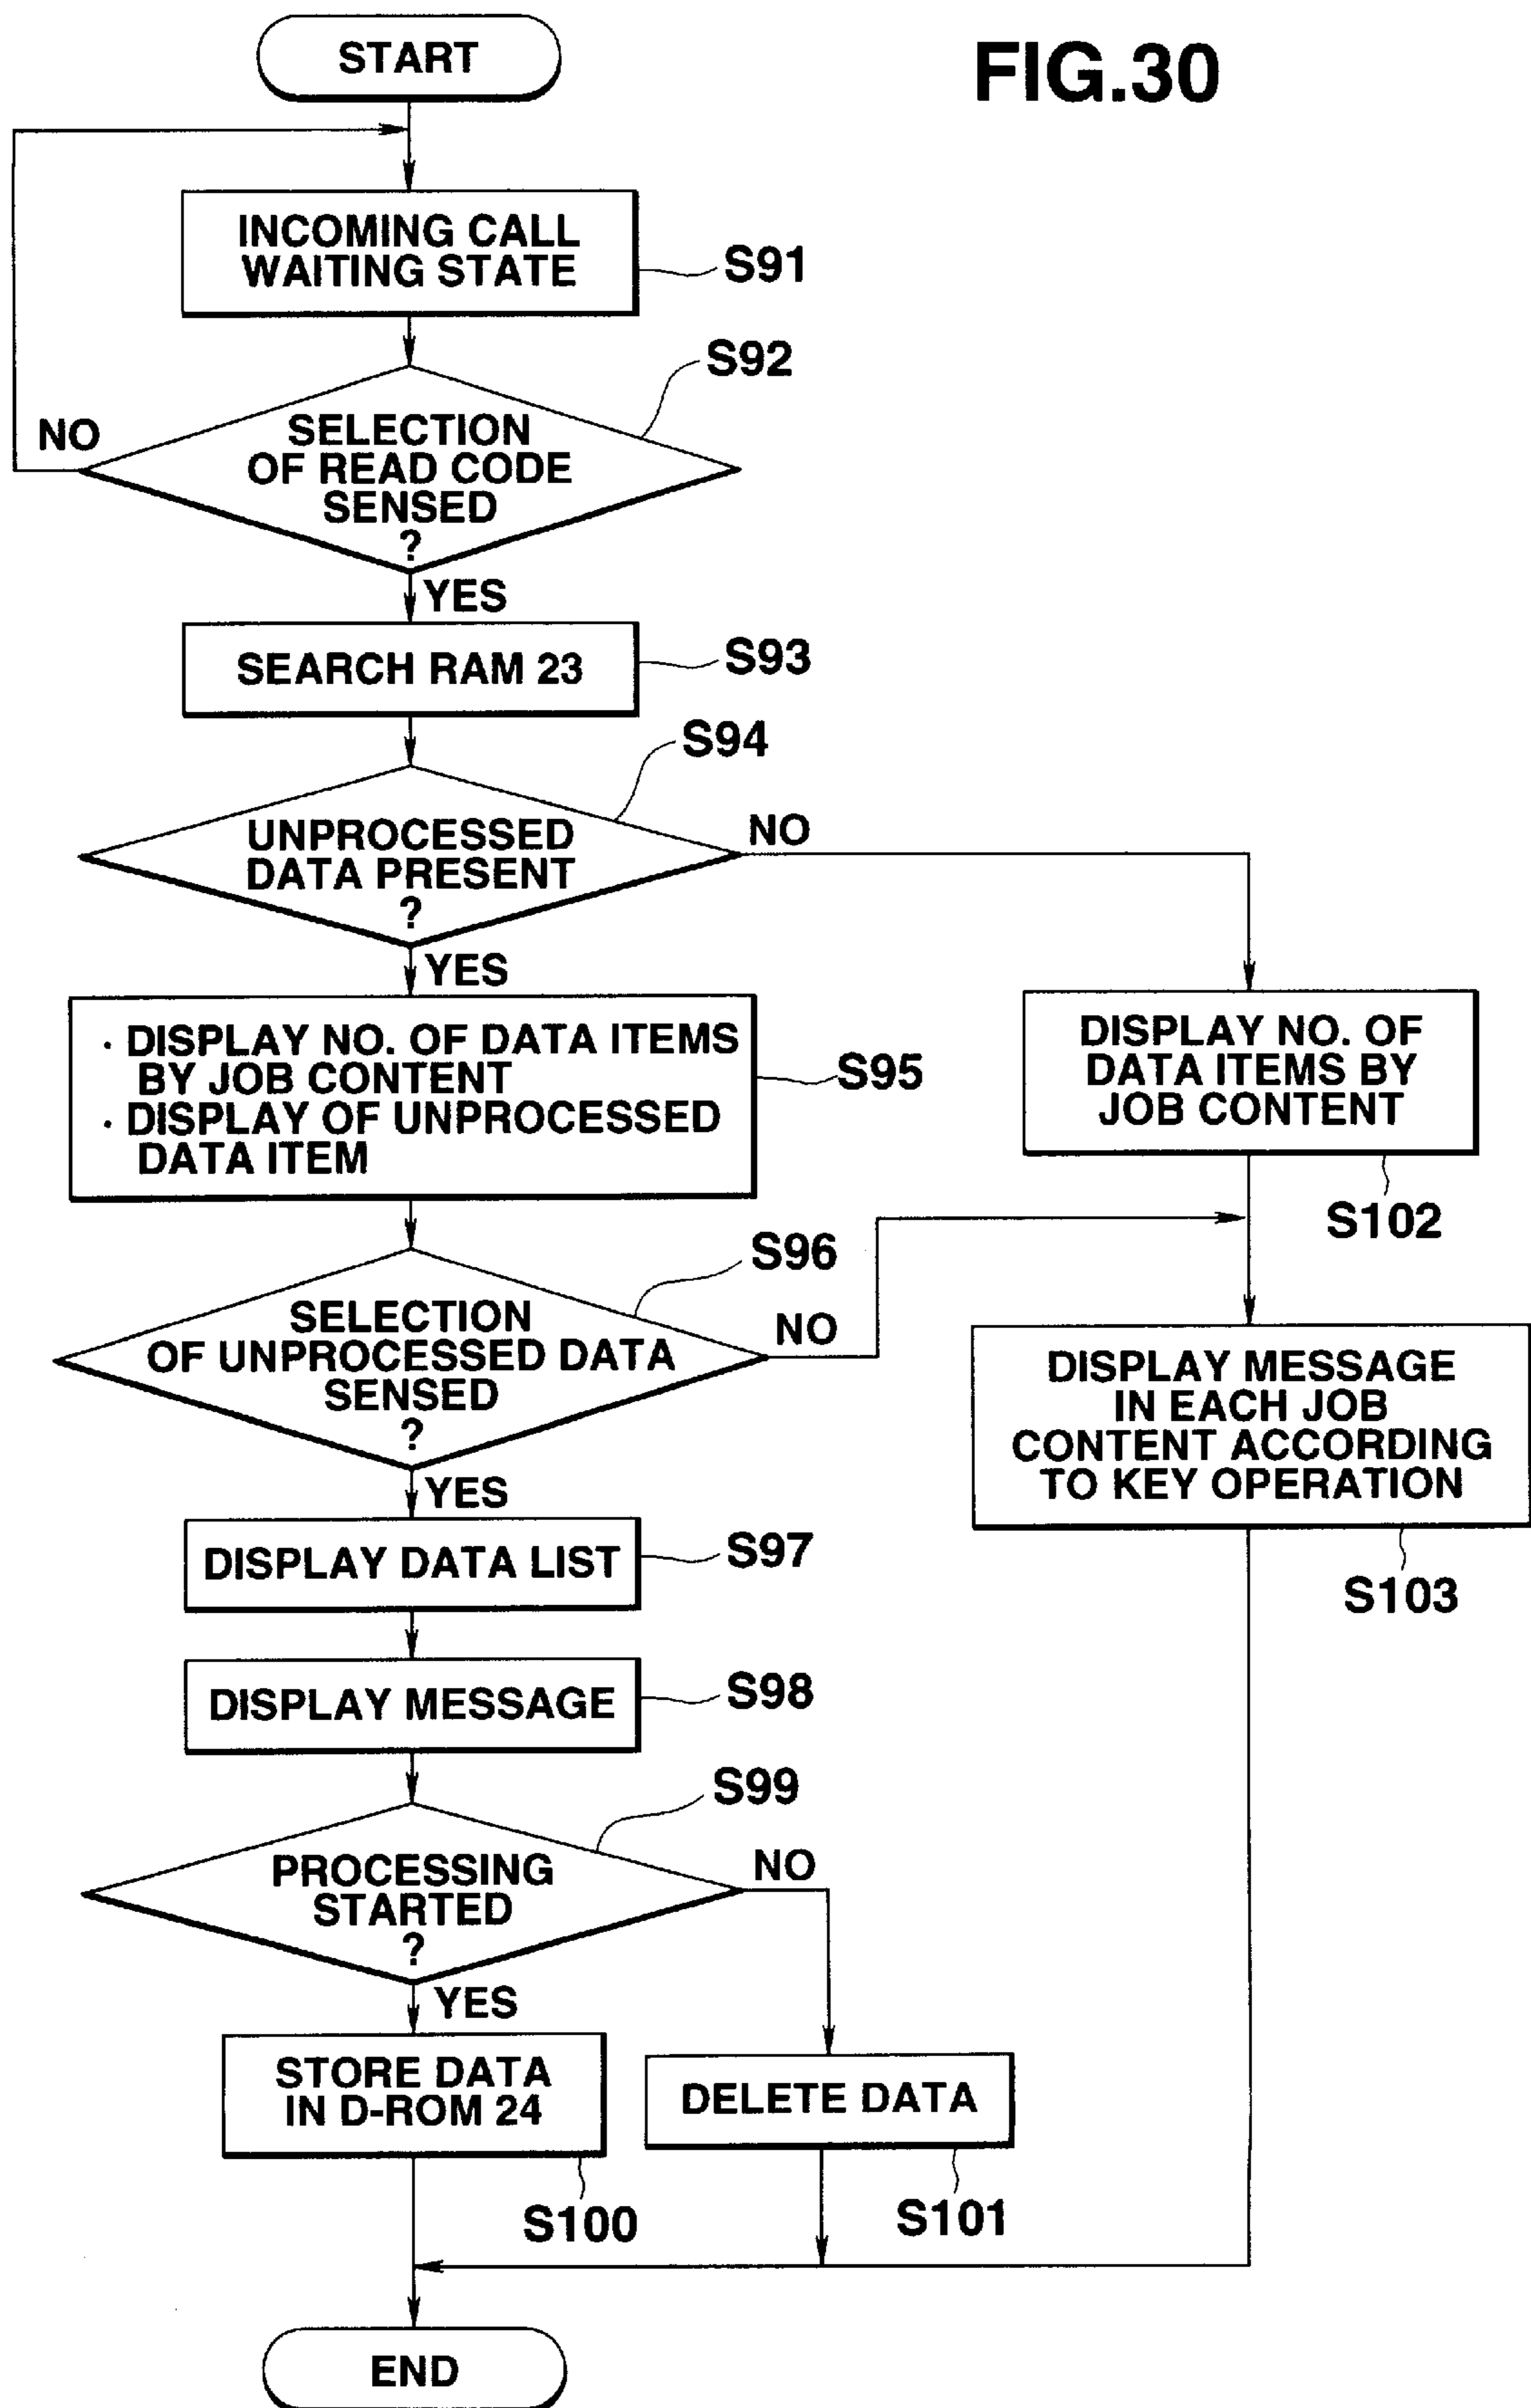 START
FIG.30
INCOMING CALL
WAITING STATE
S91
S92
NO
SELECTION
OF READ CODE
SENSED
?
YES
SEARCH RAM 23
S93
S94
UNPROCESSED
DATA PRESENT
?
NO
YES
· DISPLAY NO. OF DATA ITEMS
BY JOB CONTENT
· DISPLAY OF UNPROCESSED
DATA ITEM
S95
DISPLAY NO. OF
DATA ITEMS BY
JOB CONTENT
S102
S96
SELECTION
OF UNPROCESSED DATA
SENSED
?
NO
YES
DISPLAY MESSAGE
IN EACH JOB
CONTENT ACCORDING
TO KEY OPERATION
S103
DISPLAY DATA LIST
S97
DISPLAY MESSAGE
S98
S99
PROCESSING
STARTED
?
NO
YES
STORE DATA
IN D-ROM 24
S100
DELETE DATA
S101
END